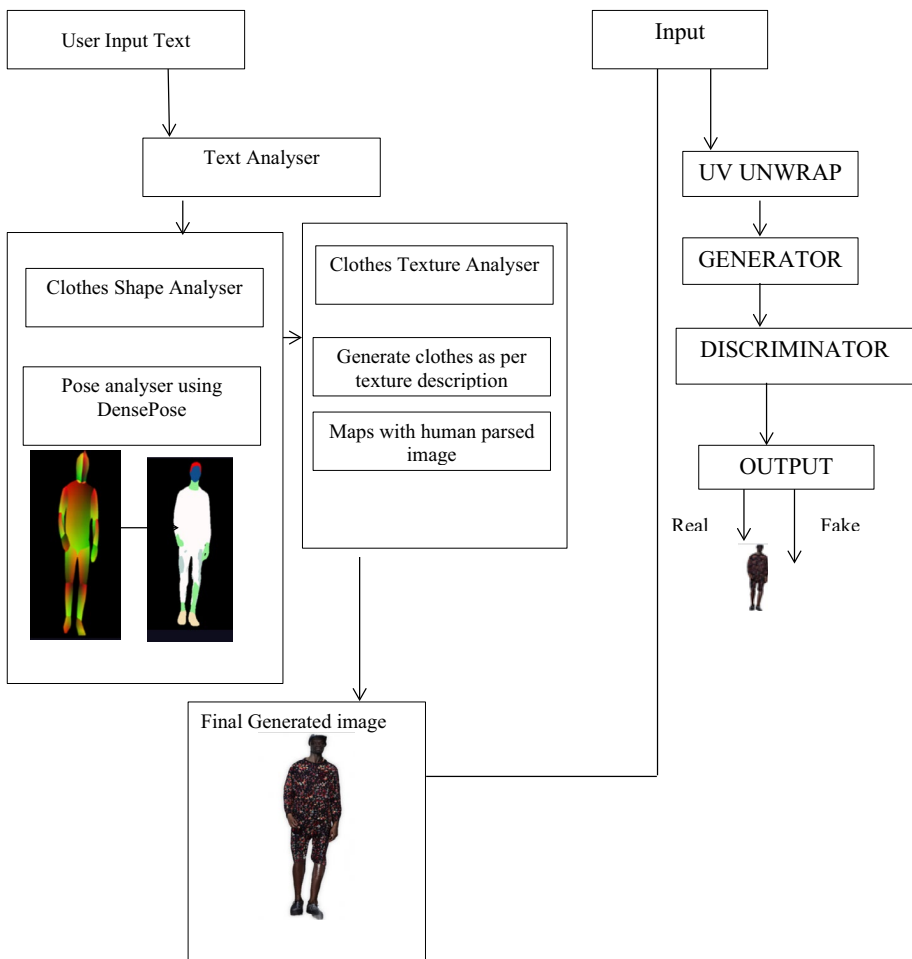 User Input Text
Input
Text Analyser
UV UNWRAP
GENERATOR
DISCRIMINATOR
OUTPUT
Real
Fake
Clothes Shape Analyser
Pose analyser using
DensePose
Clothes Texture Analyser
Generate clothes as per
texture description
Maps with human parsed
image
Final Generated image